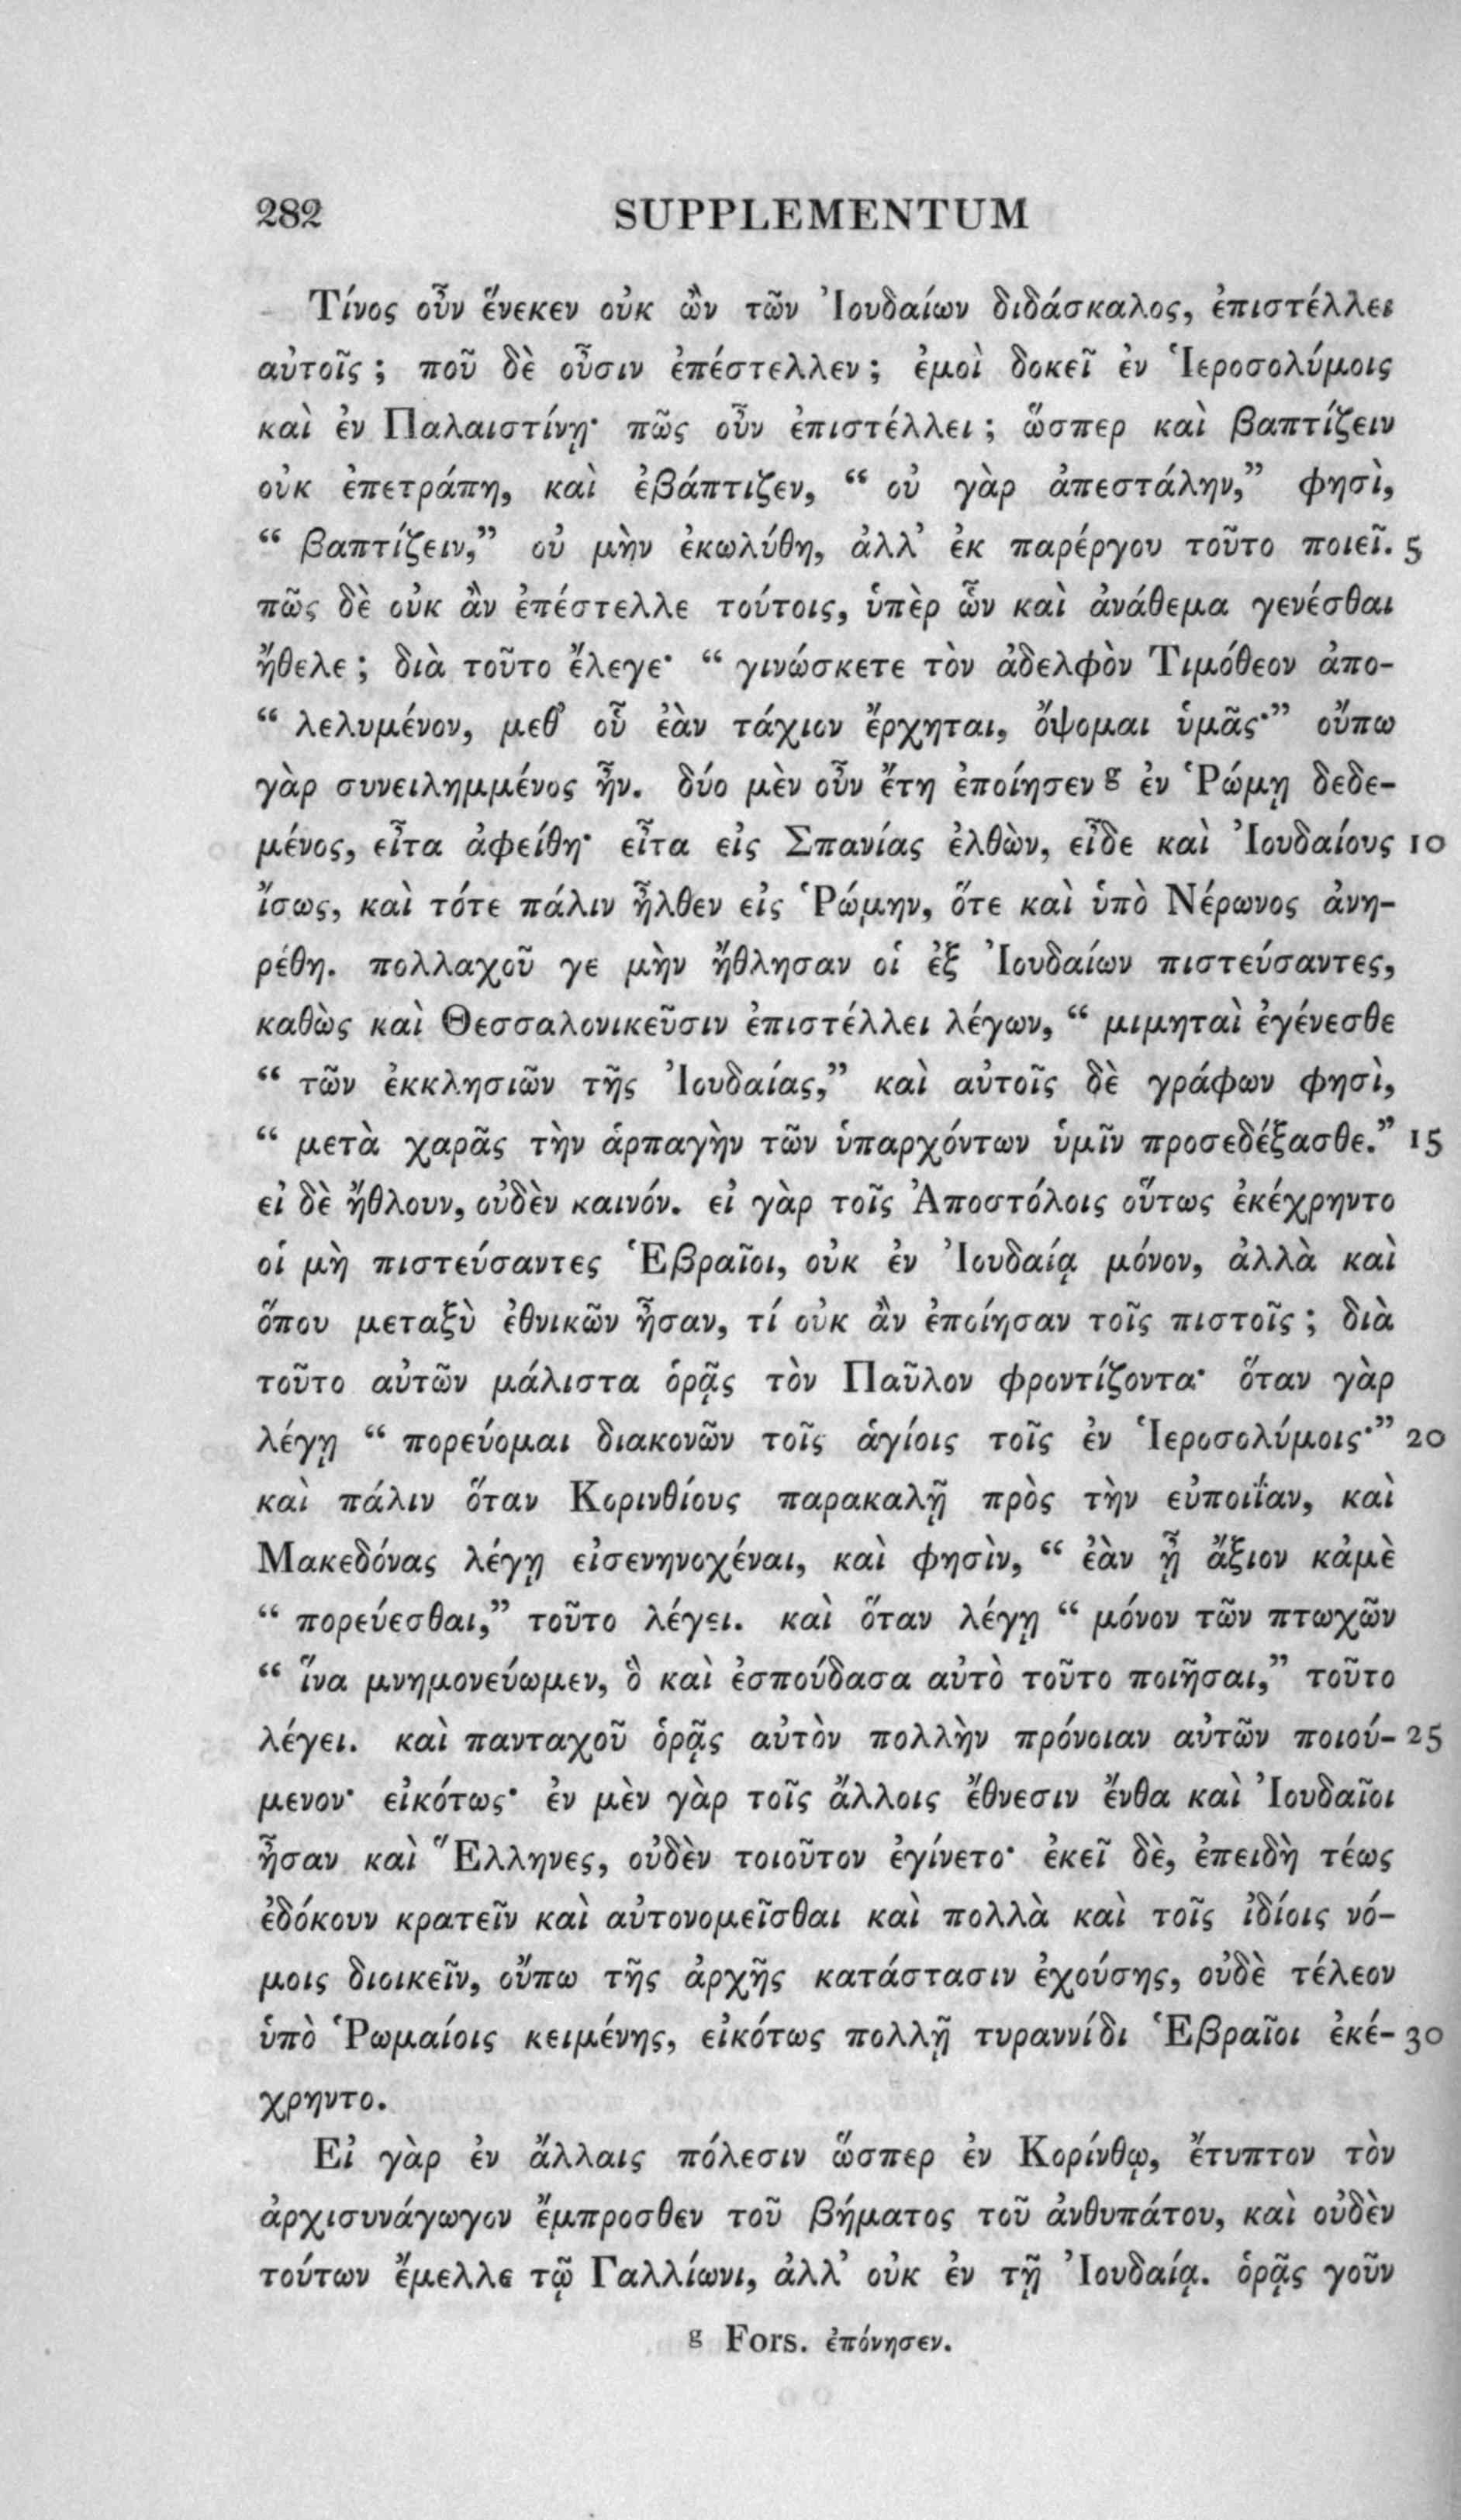 282 SUPPLEMENTUM
Τίνος οὖν ἕνεκεν οὐκ ὢν τῶν Ἰουδαίων διδάσκαλος, ἐπιστέλλει
αὐτοῖς ; ποῦ δὲ οὖσιν ἐπέστελλεν ; ἐμοὶ δοκεῖ ἐν Ἱεροσολύμοις
καὶ ἐν Παλαιστίνῃ· πῶς οὖν ἐπιστέλλει ; ὥσπερ καὶ βαπτίζειν
οὐκ ἐπετράπη, καὶ ἐβάπτιζεν, “ οὐ γὰρ ἀπεστάλην,” φησὶ,
“ βαπτίζειν,” οὐ μὴν ἐκωλύθη, ἀλλ’ ἐκ παρέργου τοῦτο ποιεῖ. 5
πῶς δὲ οὐκ ἂν ἐπέστελλε τούτοις, ὑπὲρ ὧν καὶ ἀνάθεμα γενέσθαι
ἤθελε ; διὰ τοῦτο ἔλεγε· “ γινώσκετε τὸν ἀδελφὸν Τιμόθεον ἀπο-
“ λελυμένον, μεθ’ οὗ ἐὰν τάχιον ἔρχηται, ὄψομαι ὑμᾶς·” οὔπω
γὰρ συνειλημμένος ἦν. δύο μὲν οὖν ἔτη ἐποίησεν g ἐν Ῥώμῃ δεδε-
μένος, εἶτα ἀφείθη· εἶτα εἰς Σπανίας ἐλθὼν, εἶδε καὶ Ἰουδαίους 10
ἴσως, καὶ τότε πάλιν ἦλθεν εἰς Ῥώμην, ὅτε καὶ ὑπὸ Νέρωνος ἀνη-
ρέθη. πολλαχοῦ γε μὴν ἤθλησαν οἱ ἐξ Ἰουδαίων πιστεύσαντες,
καθὼς καὶ Θεσσαλονικεῦσιν ἐπιστέλλει λέγων, “ μιμηταὶ ἐγένεσθε
“ τῶν ἐκκλησιῶν τῆς Ἰουδαίας,” καὶ αὐτοῖς δὲ γράφων φησὶ,
“ μετὰ χαρᾶς τὴν ἁρπαγὴν τῶν ὑπαρχόντων ὑμῖν προσεδέξασθε.” 15
εἰ δὲ ἤθλουν, οὐδὲν καινόν. εἰ γὰρ τοῖς Ἀποστόλοις οὕτως ἐκέχρηντο
οἱ μὴ πιστεύσαντες Ἑβραῖοι, οὐκ ἐν Ἰουδαίᾳ μόνον, ἀλλὰ καὶ
ὅπου μεταξὺ ἐθνικῶν ἦσαν, τί οὐκ ἂν ἐποίησαν τοῖς πιστοῖς ; διὰ
τοῦτο αὐτῶν μάλιστα ὁρᾷς τὸν Παῦλον φροντίζοντα· ὅταν γὰρ
λέγῃ “ πορεύομαι διακονῶν τοῖς ἁγίοις τοῖς ἐν Ἱεροσολύμοις·” 20
καὶ πάλιν ὅταν Κορινθίους παρακαλῇ πρὸς τὴν εὐποιΐαν, καὶ
Μακεδόνας λέγῃ εἰσενηνοχέναι, καὶ φησὶν, “ ἐὰν ᾖ ἄξιον κἀμὲ
“ πορεύεσθαι,” τοῦτο λέγει. καὶ ὅταν λέγῃ “ μόνον τῶν πτωχῶν
“ ἵνα μνημονεύωμεν, ὃ καὶ ἐσπούδασα αὐτὸ τοῦτο ποιῆσαι,” τοῦτο
λέγει. καὶ πανταχοῦ ὁρᾷς αὐτὸν πολλὴν πρόνοιαν αὐτῶν ποιού- 25
μενον· εἰκότως· ἐν μὲν γὰρ τοῖς ἄλλοις ἔθνεσιν ἔνθα καὶ Ἰουδαῖοι
ἦσαν καὶ Ἕλληνες, οὐδὲν τοιοῦτον ἐγίνετο· ἐκεῖ δὲ, ἐπειδὴ τέως
ἐδόκουν κρατεῖν καὶ αὐτονομεῖσθαι καὶ πολλὰ καὶ τοῖς ἰδίοις νό-
μοις διοικεῖν, οὔπω τῆς ἀρχῆς κατάστασιν ἐχούσης, οὐδὲ τέλεον
ὑπὸ Ῥωμαίοις κειμένης, εἰκότως πολλῇ τυραννίδι Ἑβραῖοι ἐκέ- 30
χρηντο.
Εἰ γὰρ ἐν ἄλλαις πόλεσιν ὥσπερ ἐν Κορίνθῳ, ἔτυπτον τὸν
ἀρχισυνάγωγον ἔμπροσθεν τοῦ βήματος τοῦ ἀνθυπάτου, καὶ οὐδὲν
τούτων ἔμελλε τῷ Γαλλίωνι, ἀλλ’ οὐκ ἐν τῇ Ἰουδαίᾳ. ὁρᾷς γοῦν
g Fors. ἐπόνησεν.